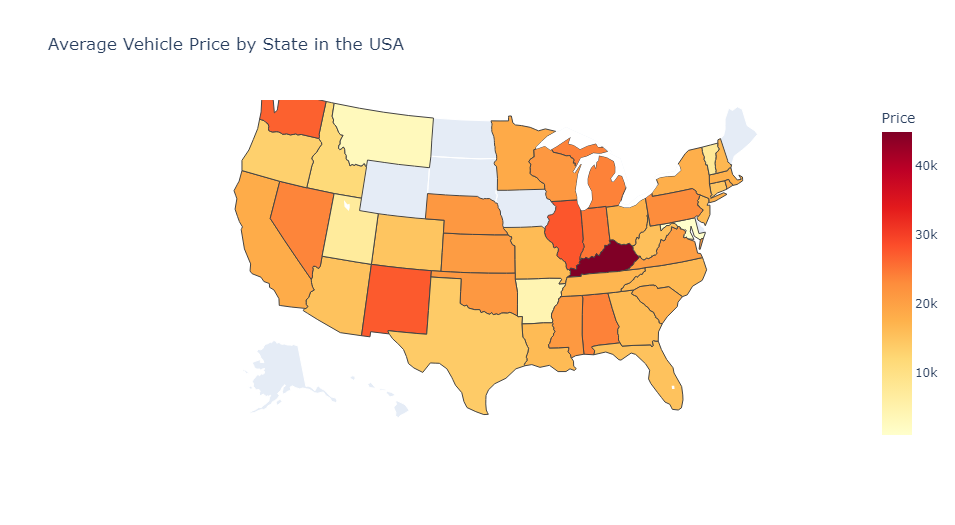 Average Vehicle Price by State in the USA
Price
40k
30k
20k
10k